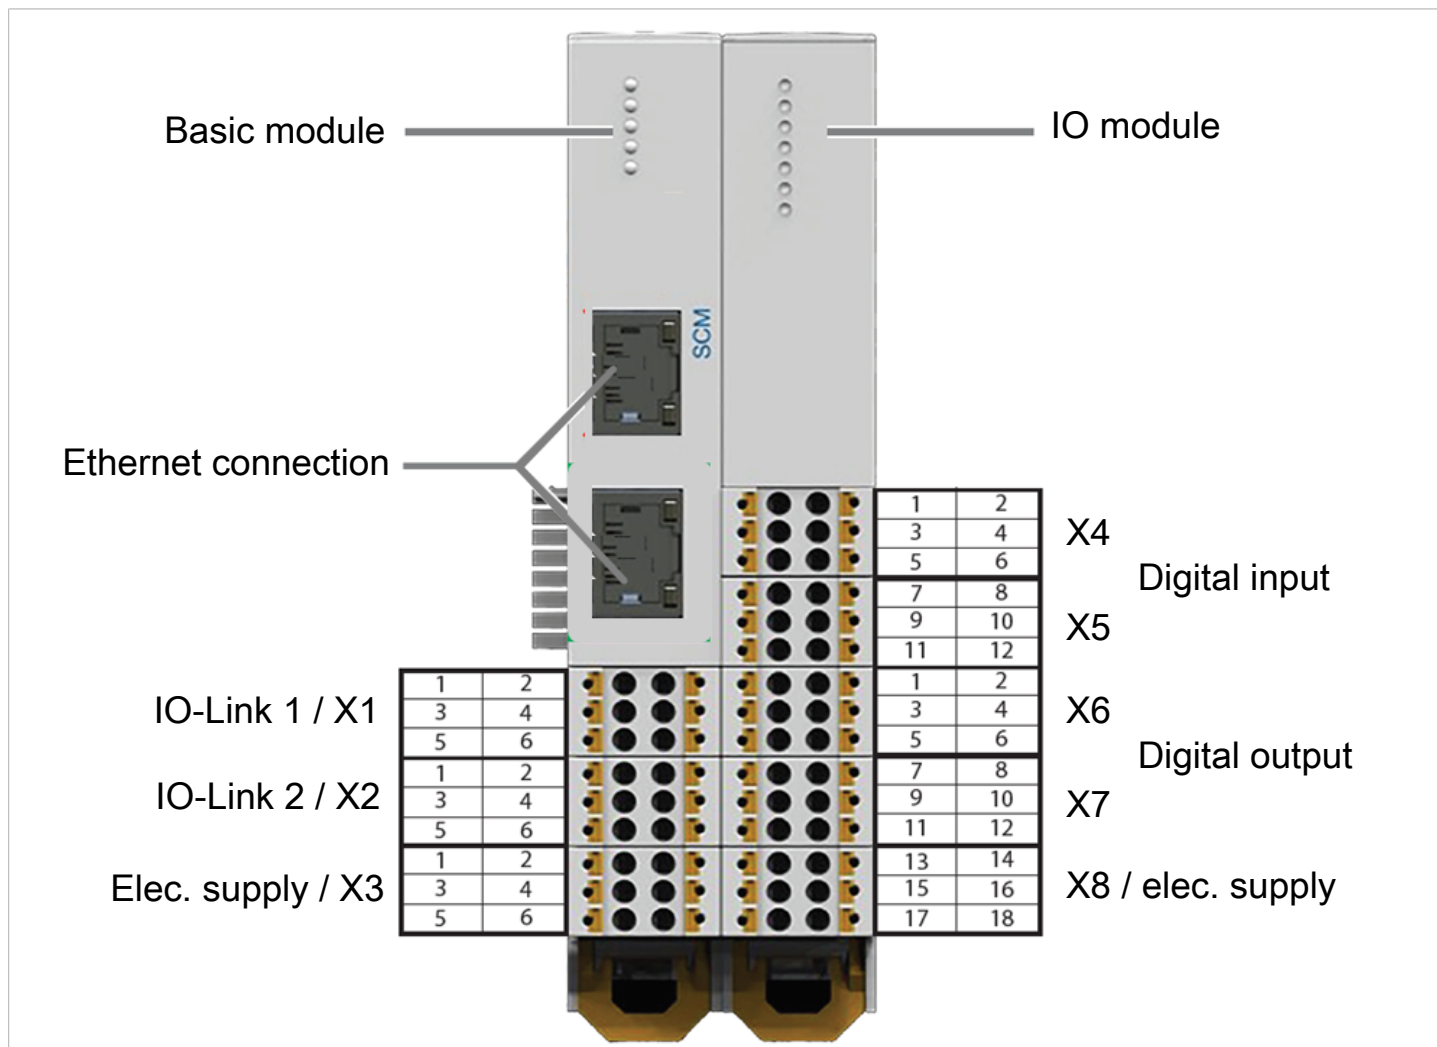 Basic module
IO module
SCM
Ethernet connection
1 2
3 4
5 6
X4
Digital input
7 8
9 10
11 12
X5
IO-Link 1 / X1
1 2
3 4
5 6
1 2
3 4
5 6
X6
Digital output
IO-Link 2 / X2
1 2
3 4
5 6
7 8
9 10
11 12
X7
Elec. supply / X3
1 2
3 4
5 6
13 14
15 16
17 18
X8 / elec. supply